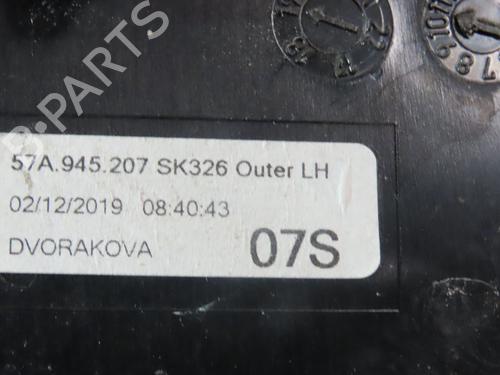 B-PARTS
57A.945.207 SK326 Outer LH
02/12/2019 08:40:43
DVORAKOVA
07S